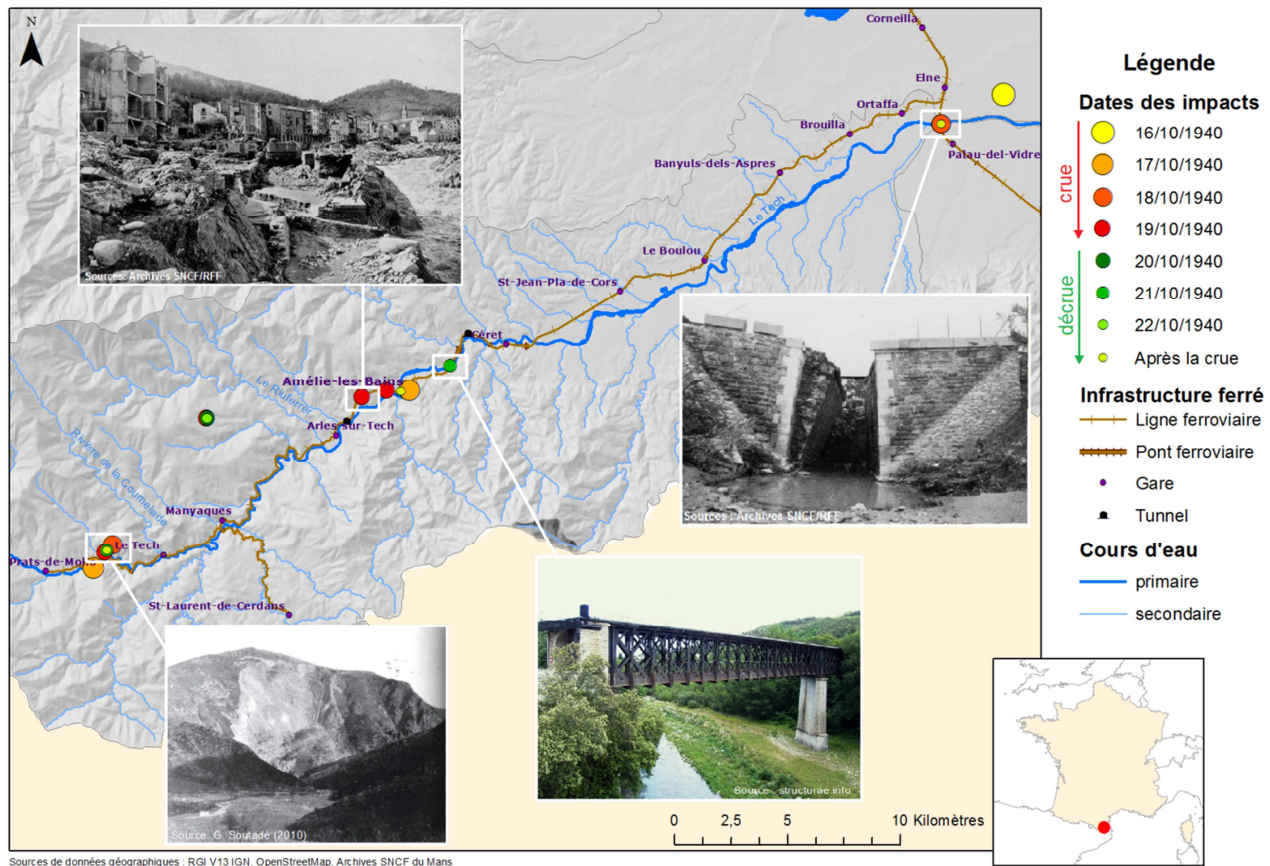 N
Corneilla
Elne
Ortaffa
Brouilla
Palau-del-Vidre
Banyuls-dels-Aspres
Le Tech
Le Boulou
St-Jean-Pla-de-Cors
Céret
Amélie-les-Bains
Le Riuferrer
Arles-sur-Tech
Rivière de la Coumelade
Manyaques
Le Tech
Prats-de-Mollo
St-Laurent-de-Cerdans
Sources: Archives SNCF/RFF
Sources : Archives SNCF/RFF
Source: G. Soutadé (2010)
Source : structurae.info
0 2,5 5 10 Kilomètres
Légende
Dates des impacts
crue
16/10/1940
17/10/1940
18/10/1940
19/10/1940
décrue
20/10/1940
21/10/1940
22/10/1940
Après la crue
Infrastructure ferré
Ligne ferroviaire
Pont ferroviaire
Gare
Tunnel
Cours d'eau
primaire
secondaire
Sources de données géographiques : RGI V13 IGN, OpenStreetMap, Archives SNCF du Mans